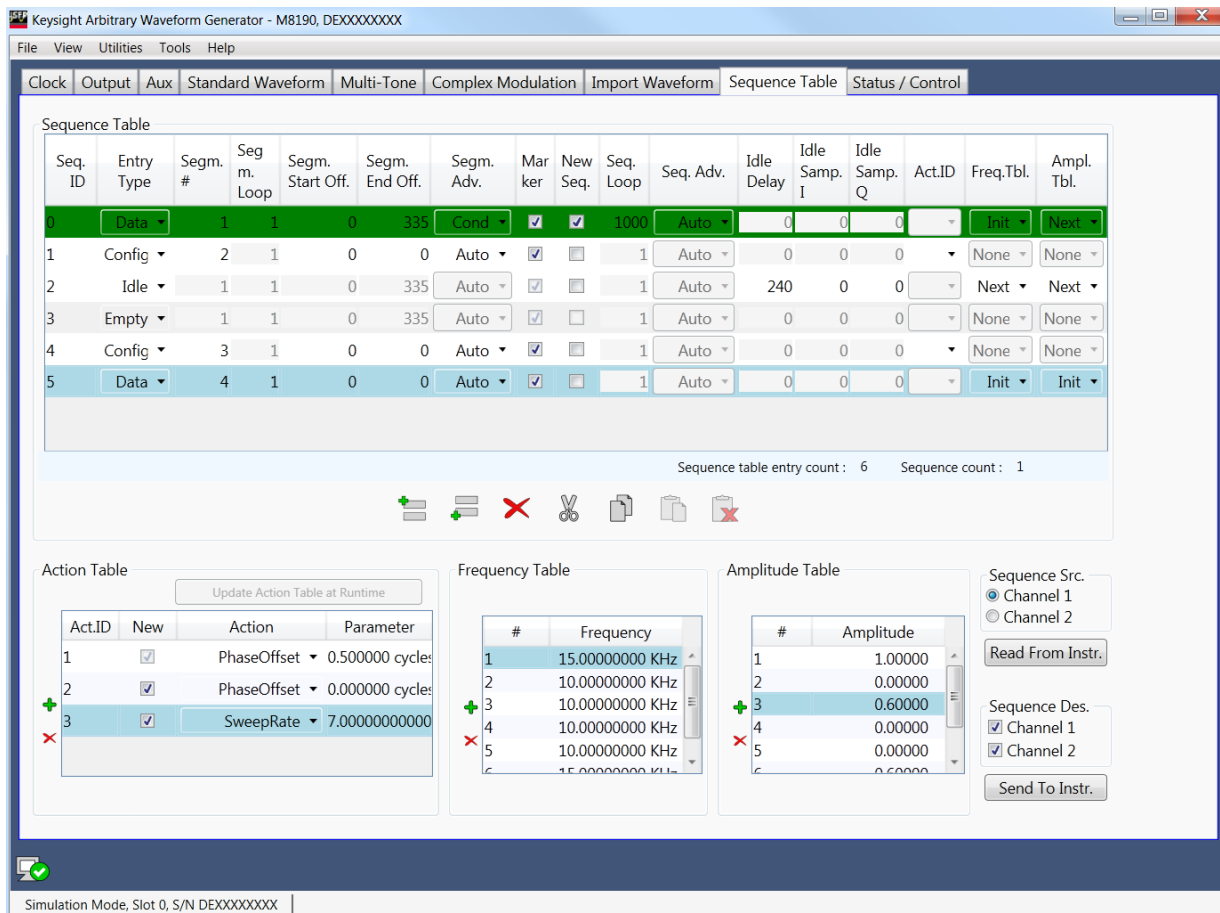 Keysight Arbitrary Waveform Generator - M8190, DEXXXXXXXX
File View Utilities Tools Help
Clock Output Aux Standard Waveform Multi-Tone Complex Modulation Import Waveform Sequence Table Status / Control
Sequence Table
Seq. ID Entry Type Segm. # Seg m. Loop Segm. Start Off. Segm. End Off. Segm. Adv. Mar ker New Seq. Seq. Loop Seq. Adv. Idle Delay Idle Samp. I Idle Samp. Q Act.ID Freq.Tbl. Ampl. Tbl.
0 Data 1 1 0 335 Cond 1000 Auto 0 0 0 Init Next
1 Config 2 1 0 0 Auto 1 Auto 0 0 0 None None
2 Idle 1 1 0 335 Auto 1 Auto 240 0 0 Next Next
3 Empty 1 1 0 335 Auto 1 Auto 0 0 0 None None
4 Config 3 1 0 0 Auto 1 Auto 0 0 0 None None
5 Data 4 1 0 0 Auto 1 Auto 0 0 0 Init Init
Sequence table entry count : 6 Sequence count : 1
Action Table
Update Action Table at Runtime
Act.ID New Action Parameter
1 PhaseOffset 0.500000 cycles
2 PhaseOffset 0.000000 cycles
3 SweepRate 7.00000000000
Frequency Table
# Frequency
1 15.00000000 KHz
2 10.00000000 KHz
3 10.00000000 KHz
4 10.00000000 KHz
5 10.00000000 KHz
6 15.00000000 KHz
Amplitude Table
# Amplitude
1 1.00000
2 0.00000
3 0.60000
4 0.00000
5 0.00000
6 0.60000
Sequence Src.
Channel 1
Channel 2
Read From Instr.
Sequence Des.
Channel 1
Channel 2
Send To Instr.
Simulation Mode, Slot 0, S/N DEXXXXXXXX